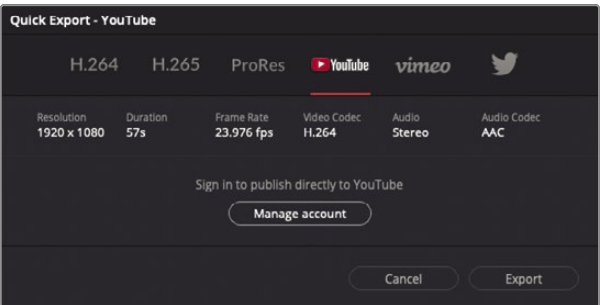 Quick Export - YouTube
H.264 H.265 ProRes YouTube vimeo
Resolution Duration Frame Rate Video Codec Audio Audio Codec
1920 x 1080 57s 23.976 fps H.264 Stereo AAC
Sign in to publish directly to YouTube
Manage account
Cancel Export